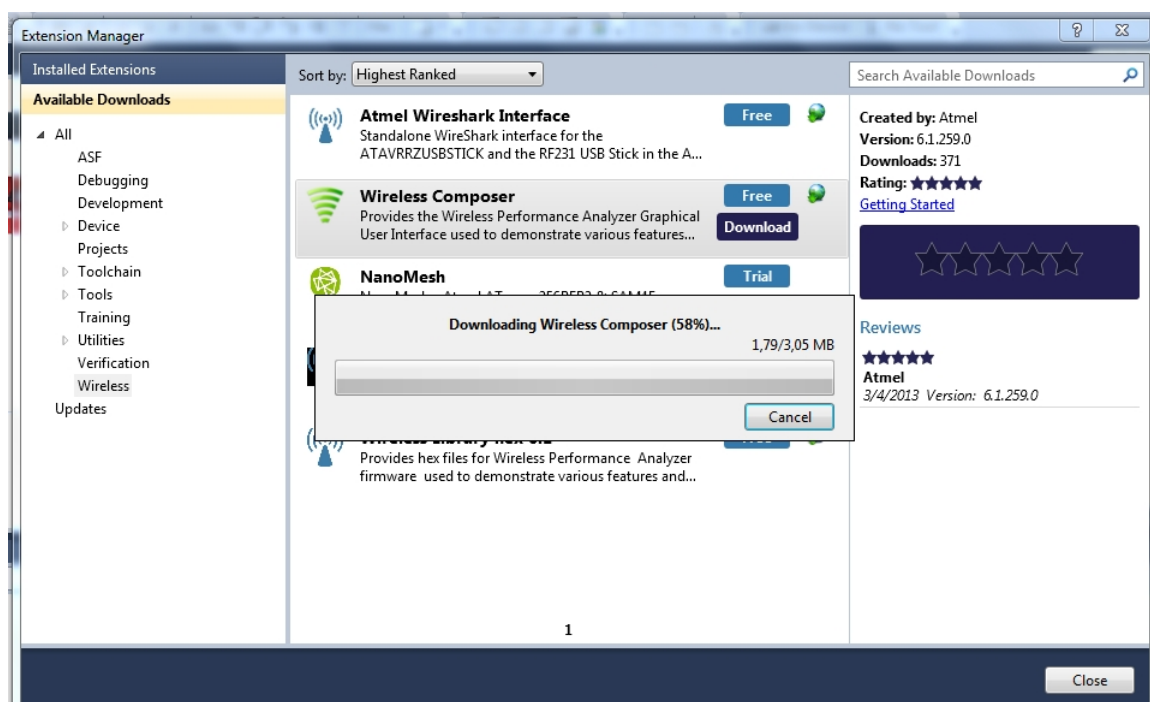 Extension Manager
Installed Extensions
Available Downloads
All
ASF
Debugging
Development
Device
Projects
Toolchain
Tools
Training
Utilities
Verification
Wireless
Updates
Sort by: Highest Ranked
Atmel Wireshark Interface
Free
Standalone WireShark interface for the
ATAVRRZUSBSTICK and the RF231 USB Stick in the A...
Wireless Composer
Free
Provides the Wireless Performance Analyzer Graphical
User Interface used to demonstrate various features...
Download
NanoMesh
Trial
Downloading Wireless Composer (58%)...
1,79/3,05 MB
Cancel
Provides hex files for Wireless Performance Analyzer
firmware used to demonstrate various features and...
1
Search Available Downloads
Created by: Atmel
Version: 6.1.259.0
Downloads: 371
Rating: ★★★★★
Getting Started
Reviews
★★★★★
Atmel
3/4/2013 Version: 6.1.259.0
Close